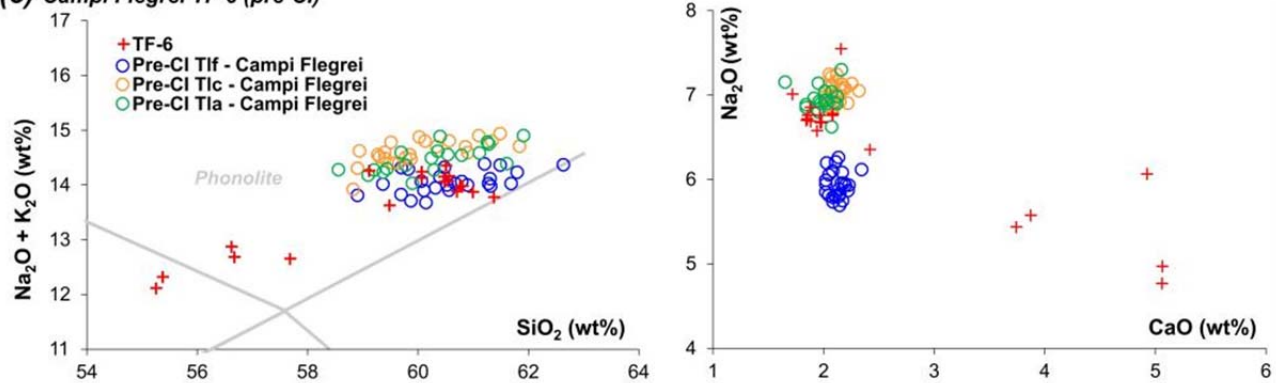 (c) Campi Flegrei TF-6 (pre-CI)
17
16
15
14
13
12
11
Na2O + K2O (wt%)
TF-6
Pre-CI Tlf - Campi Flegrei
Pre-CI Tlc - Campi Flegrei
Pre-CI Tla - Campi Flegrei
Phonolite
SiO2 (wt%)
54 56 58 60 62 64
8
7
6
5
4
Na2O (wt%)
CaO (wt%)
1 2 3 4 5 6